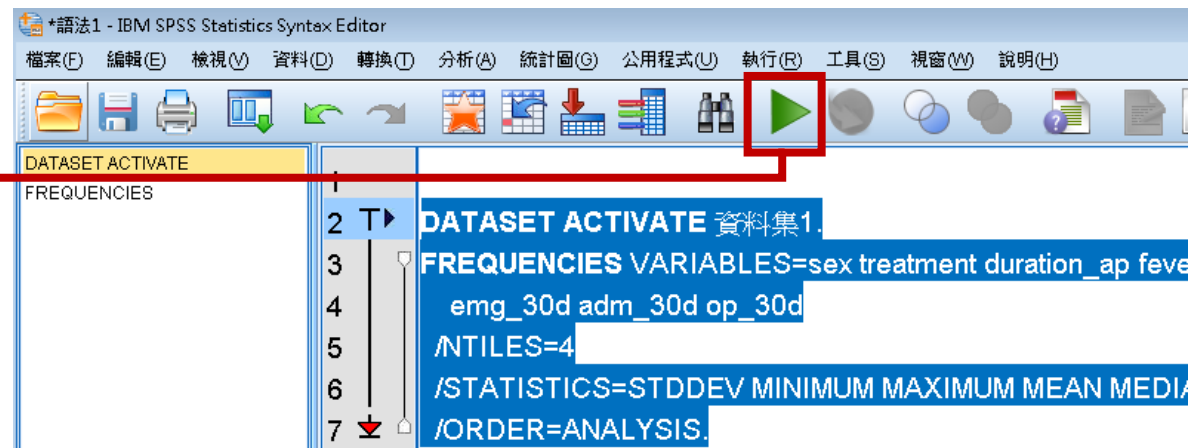 *語法1 - IBM SPSS Statistics Syntax Editor
檔案(F) 編輯(E) 檢視(V) 資料(D) 轉換(T) 分析(A) 統計圖(G) 公用程式(U) 執行(R) 工具(S) 視窗(W) 說明(H)
DATASET ACTIVATE
FREQUENCIES
1
2 DATASET ACTIVATE 資料集1.
3 FREQUENCIES VARIABLES=sex treatment duration_ap feve
4 emg_30d adm_30d op_30d
5 /NTILES=4
6 /STATISTICS=STDDEV MINIMUM MAXIMUM MEAN MEDIA
7 /ORDER=ANALYSIS.